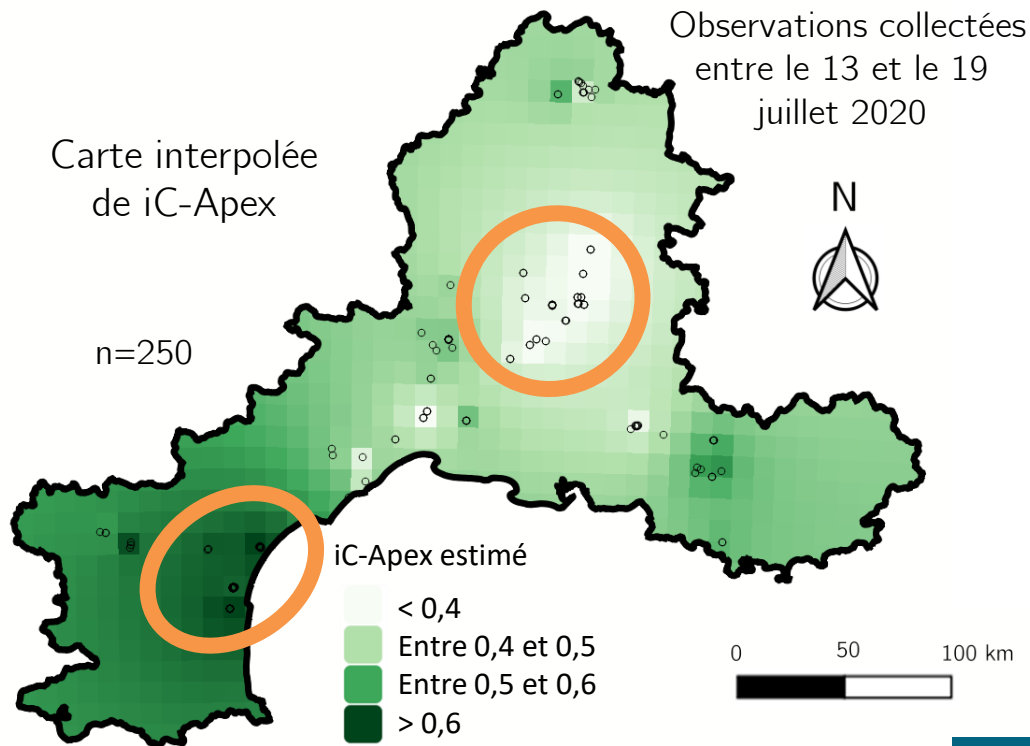 Observations collectées
entre le 13 et le 19
juillet 2020
Carte interpolée
de iC-Apex
N
n=250
iC-Apex estimé
< 0,4
Entre 0,4 et 0,5
Entre 0,5 et 0,6
> 0,6
0 50 100 km